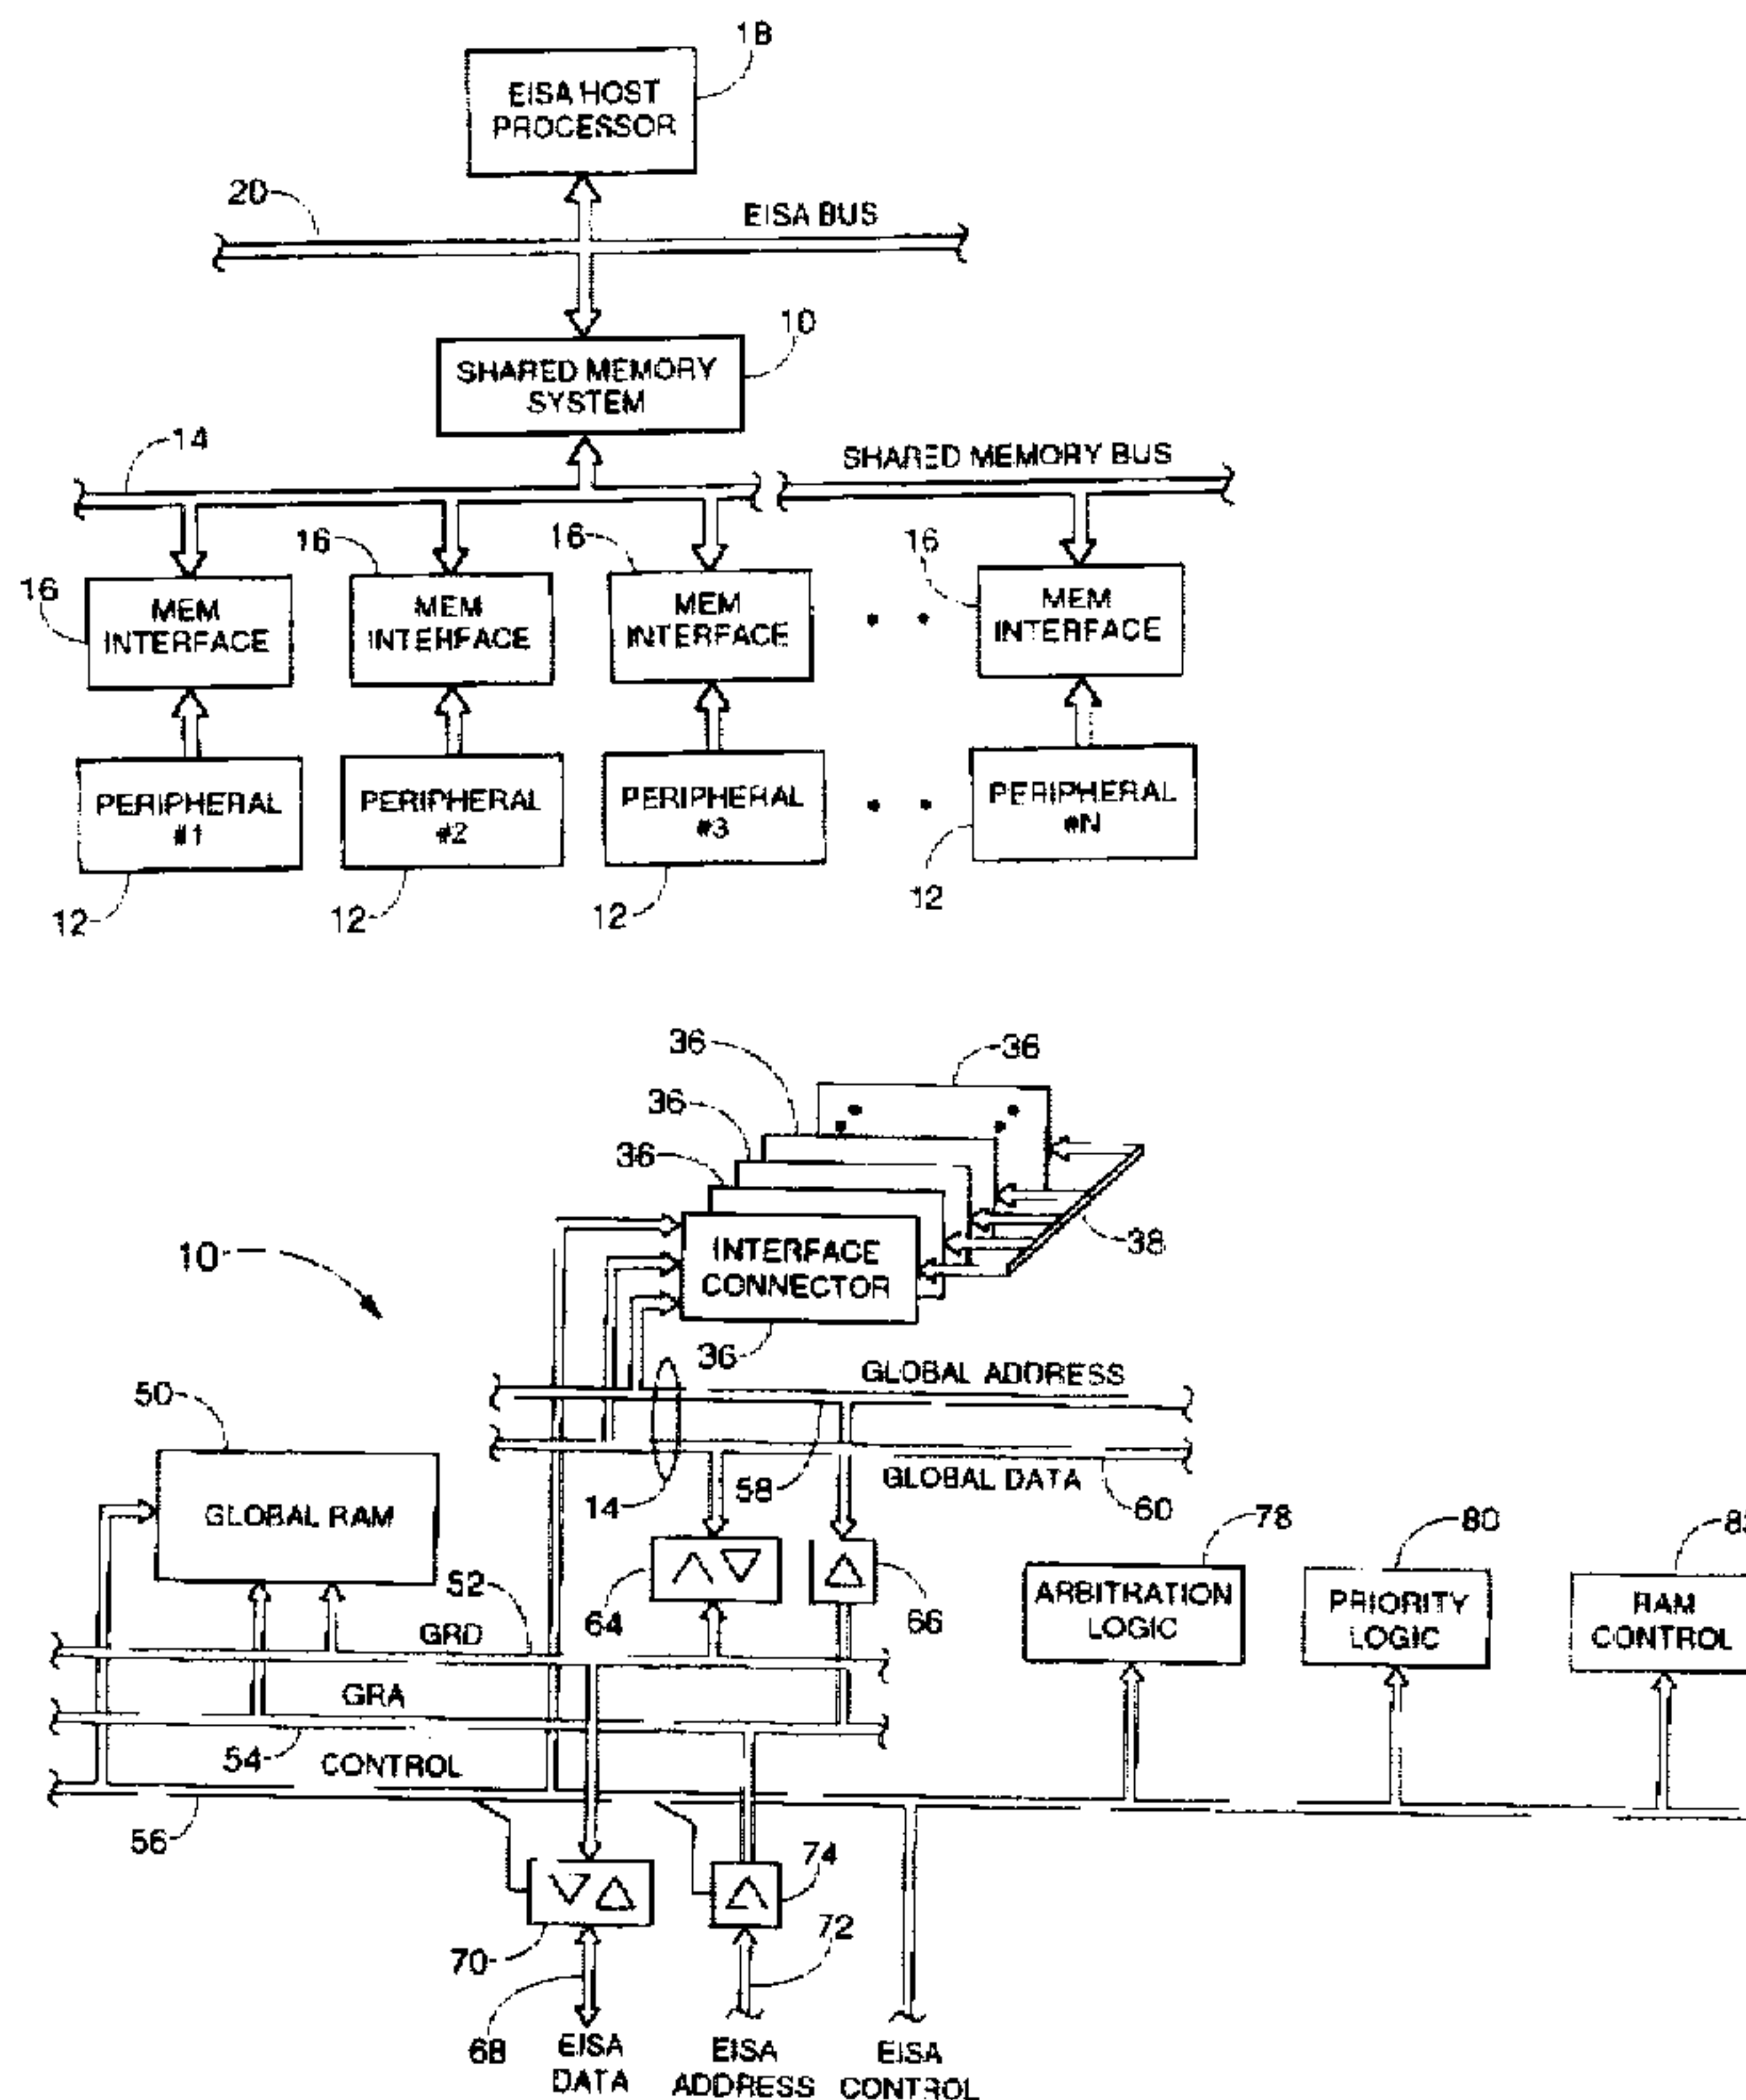 18
EISA HOST
PROCESSOR
20
EISA BUS
10
SHARED MEMORY
SYSTEM
14
SHARED MEMORY BUS
16
16
16
16
MEM
INTERFACE
MEM
INTERFACE
MEM
INTERFACE
MEM
INTERFACE
PERIPHERAL
#1
PERIPHERAL
#2
PERIPHERAL
#3
PERIPHERAL
#N
12
12
12
12
36
36
36
36
38
10
INTERFACE
CONNECTOR
36
GLOBAL ADDRESS
50
14
58
GLOBAL DATA
60
GLOBAL RAM
78
80
ARBITRATION
LOGIC
PRIORITY
LOGIC
RAM
CONTROL
52
64
66
GRD
GRA
54
CONTROL
56
74
70
72
68
EISA
DATA
EISA
ADDRESS
EISA
CONTROL